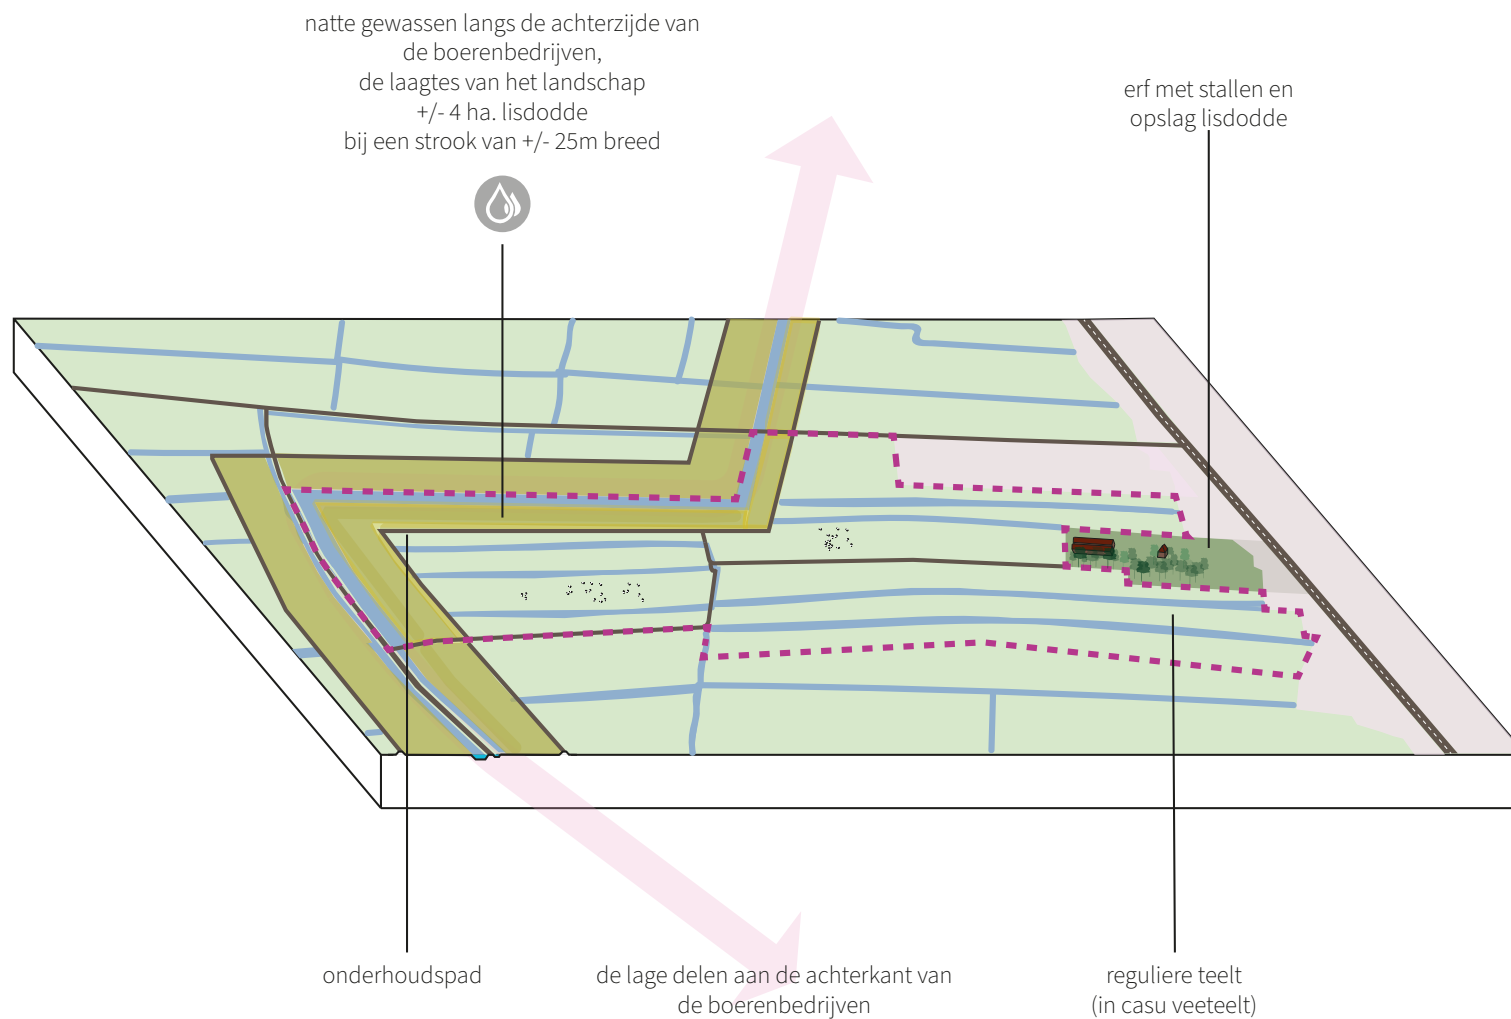 natte gewassen langs de achterzijde van
de boerenbedrijven,
de laagtes van het landschap
+/- 4 ha. lisdodde
bij een strook van +/- 25m breed
erf met stallen en
opslag lisdodde
onderhoudspad
de lage delen aan de achterkant van
de boerenbedrijven
reguliere teelt
(in casu veeteelt)